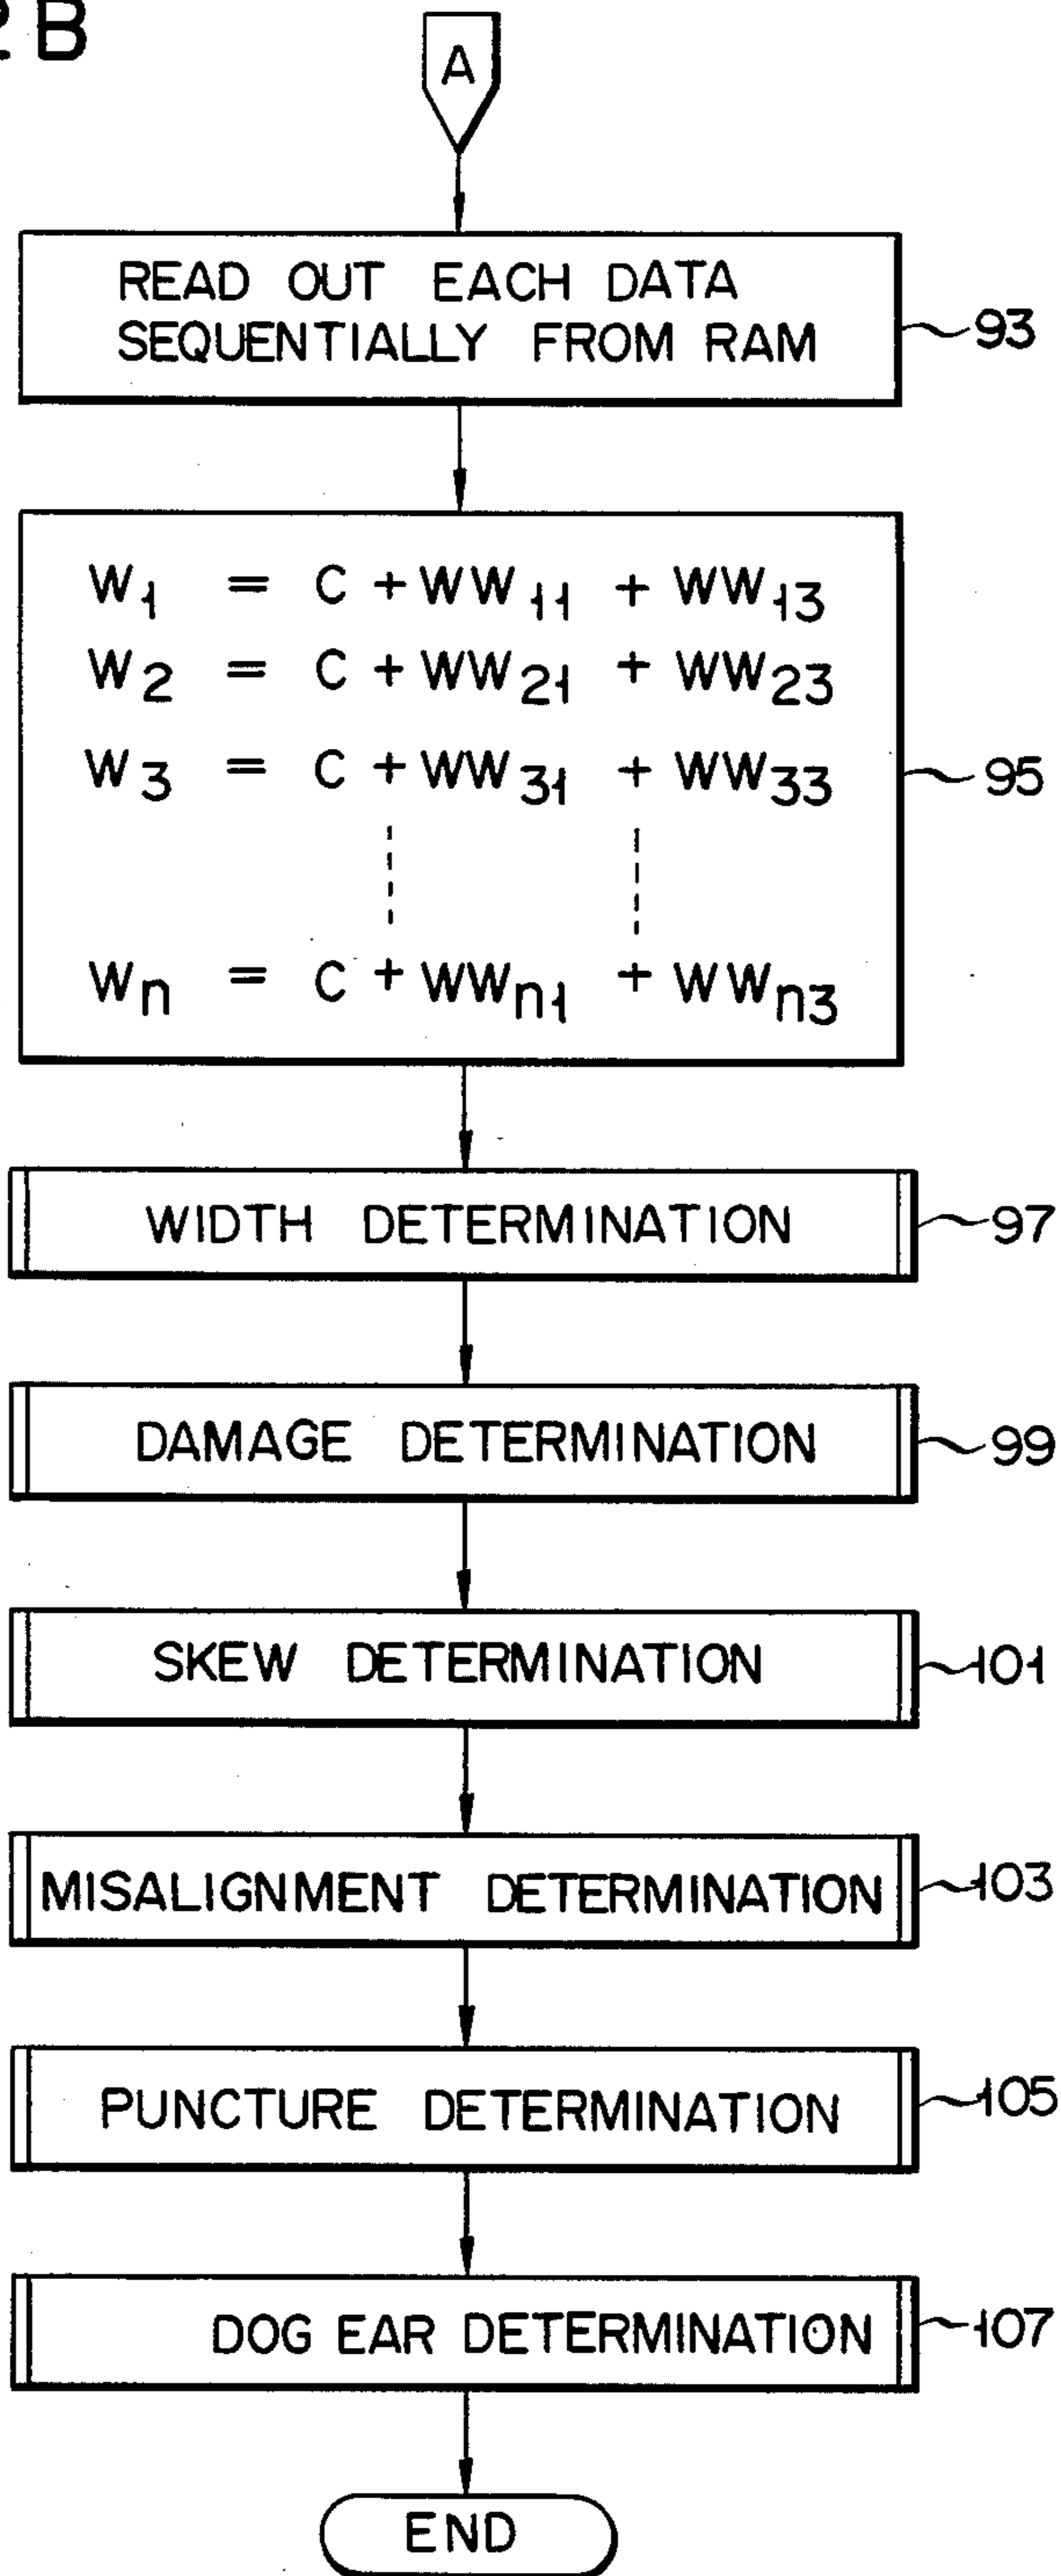 2B
A
READ OUT EACH DATA
SEQUENTIALLY FROM RAM
93
W1 = C + WW11 + WW13
W2 = C + WW21 + WW23
W3 = C + WW31 + WW33
Wn = C + WWn1 + WWn3
95
WIDTH DETERMINATION
97
DAMAGE DETERMINATION
99
SKEW DETERMINATION
101
MISALIGNMENT DETERMINATION
103
PUNCTURE DETERMINATION
105
DOG EAR DETERMINATION
107
END